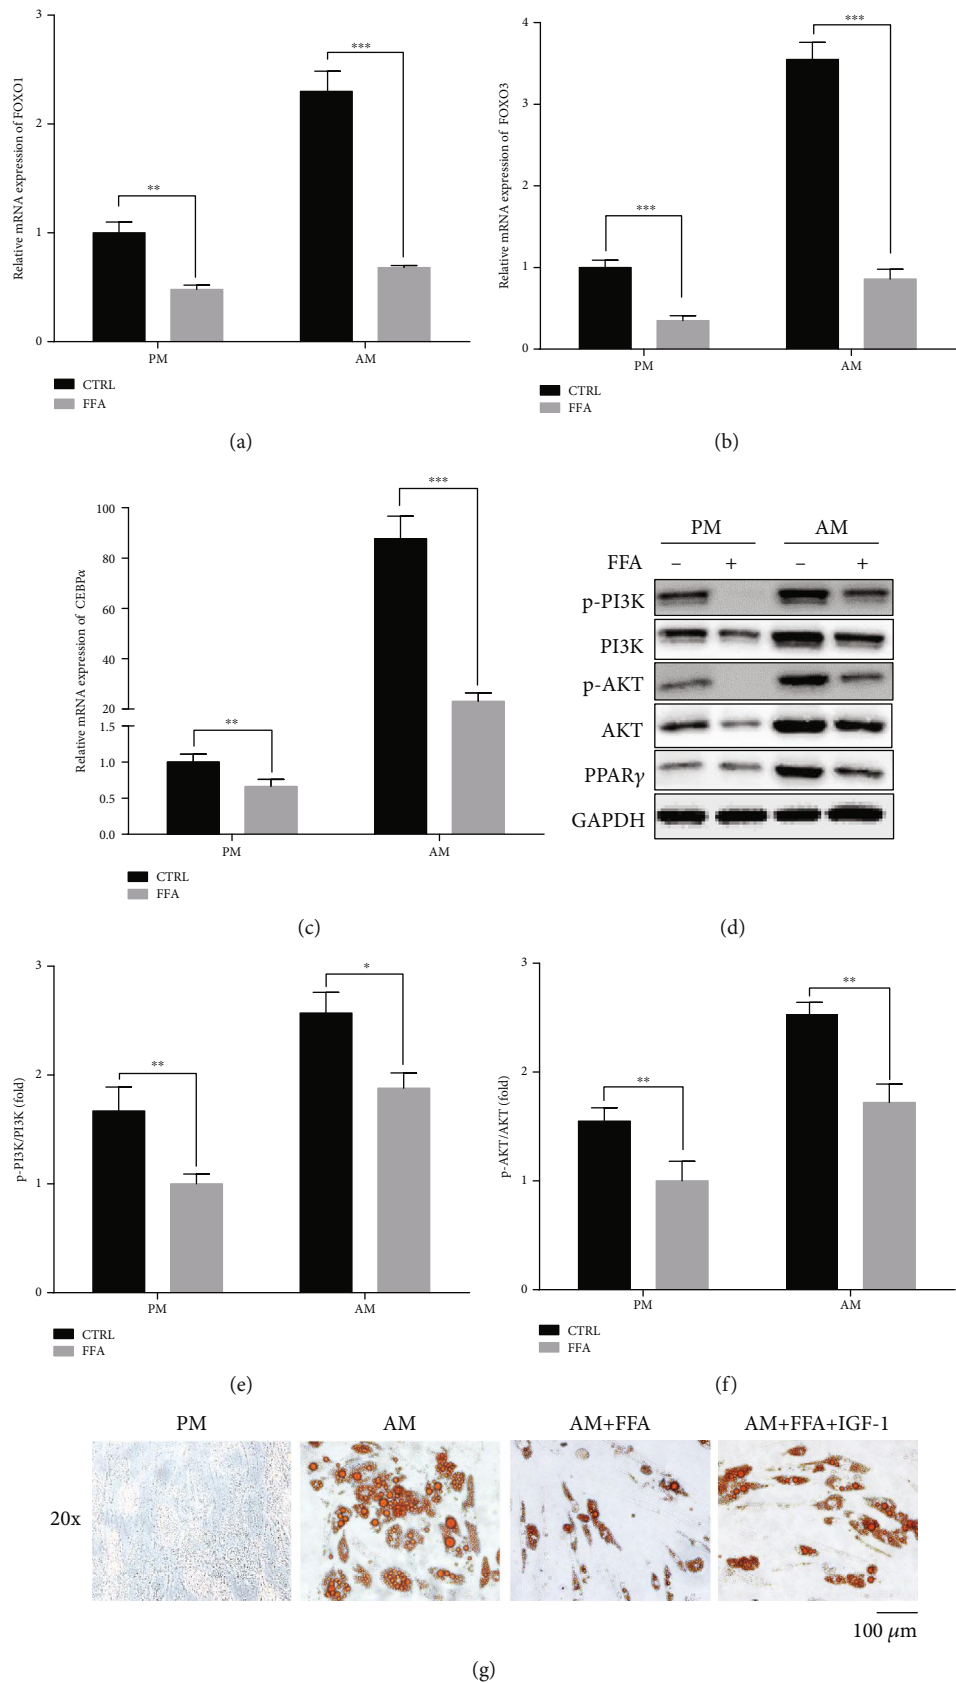 3
2
1
0
Relative mRNA expression of FOXO1
**
***
PM
AM
CTRL
FFA
(a)
4
3
2
1
0
Relative mRNA expression of FOXO3
***
***
PM
AM
CTRL
FFA
(b)
100
80
60
40
20
1.5
1.0
0.5
0.0
Relative mRNA expression of CEBPα
**
***
PM
AM
CTRL
FFA
(c)
PM AM
FFA – + – +
p-PI3K
PI3K
p-AKT
AKT
PPARγ
GAPDH
(d)
3
2
1
0
p-PI3K/PI3K (fold)
**
*
PM
AM
CTRL
FFA
(e)
3
2
1
0
p-AKT/AKT (fold)
**
**
PM
AM
CTRL
FFA
(f)
PM AM AM+FFA AM+FFA+IGF-1
20x
100 μm
(g)